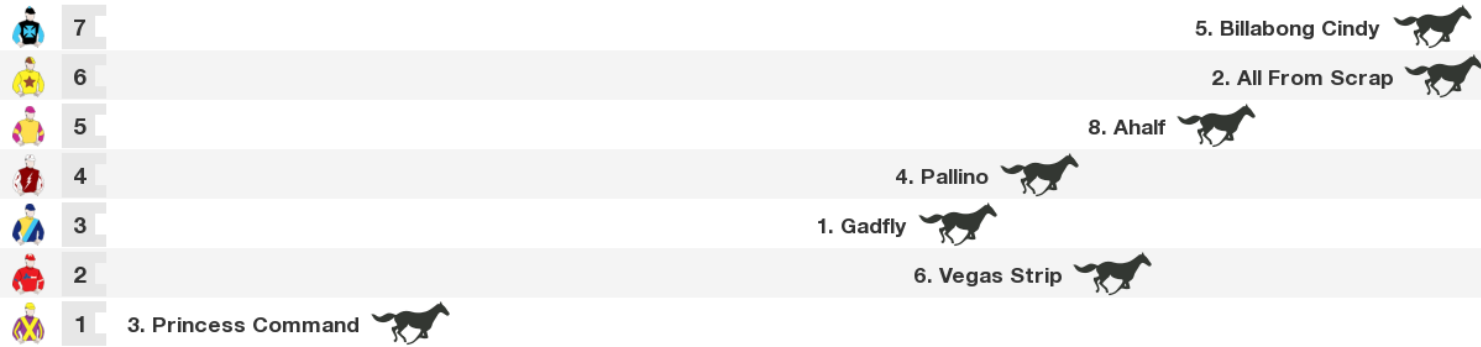 7 5. Billabong Cindy
6 2. All From Scrap
5 8. Ahalf
4 4. Pallino
3 1. Gadfly
2 6. Vegas Strip
1 3. Princess Command